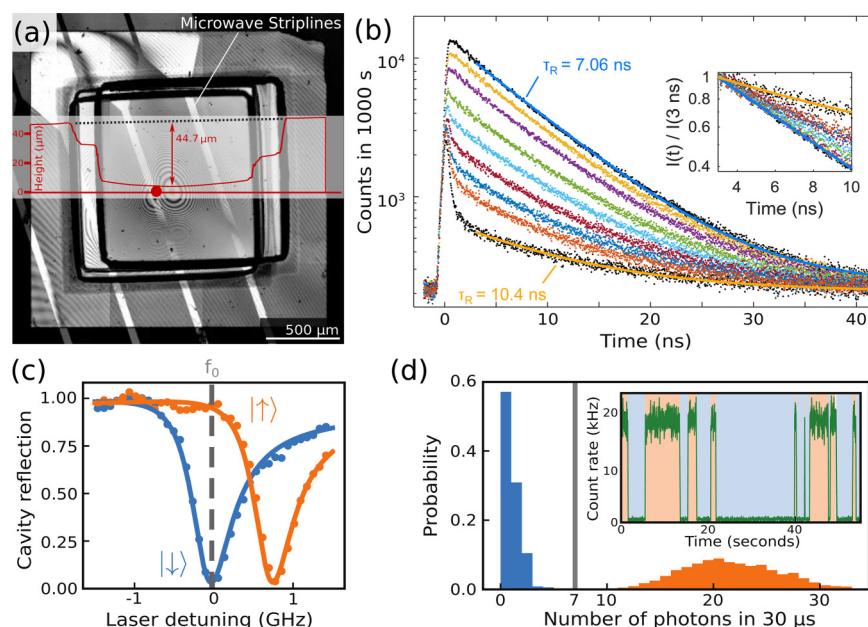 (a)
Microwave Striplines
Height (μm)
40
20
0
44.7 μm
500 μm
(b)
Counts in 1000 s
10⁴
10³
τR = 7.06 ns
τR = 10.4 ns
0 10 20 30 40
Time (ns)
I(t) / I(3 ns)
1
0.8
0.6
0.4
4 6 8 10
Time (ns)
(c)
f₀
Cavity reflection
1.00
0.75
0.50
0.25
0.00
|↑⟩
|↓⟩
-1 0 1
Laser detuning (GHz)
(d)
Probability
0.6
0.4
0.2
0.0
0 7 10 20 30
Number of photons in 30 μs
Count rate (kHz)
20
10
0
0 20 40
Time (seconds)